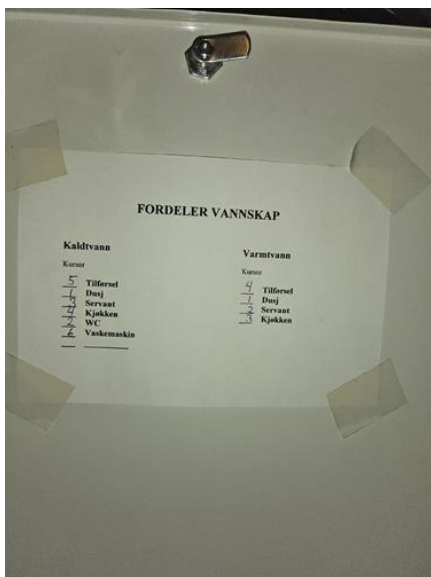 FORDELER VANNSKAP
Kaldtvann
Kurser
Tilførsel
Dusj
Servant
Kjøkken
WC
Vaskemaskin
Varmtvann
Kurser
4 Tilførsel
1 Dusj
2 Servant
3 Kjøkken